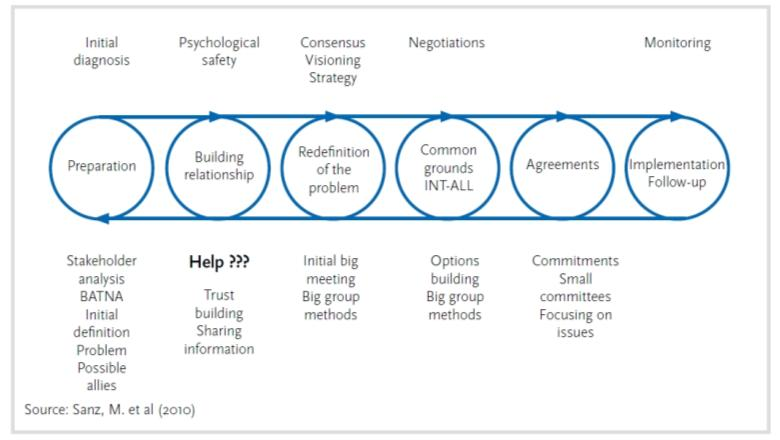 Initial
diagnosis
Psychological
safety
Consensus
Visioning
Strategy
Negotiations
Monitoring
Preparation
Building
relationship
Redefinition
of the
problem
Common
grounds
INT-ALL
Agreements
Implementation
Follow-up
Stakeholder
analysis
BATNA
Initial
definition
Problem
Possible
allies
Help ???
Trust
building
Sharing
information
Initial big
meeting
Big group
methods
Options
building
Big group
methods
Commitments
Small
committees
Focusing on
issues
Source: Sanz, M. et al (2010)